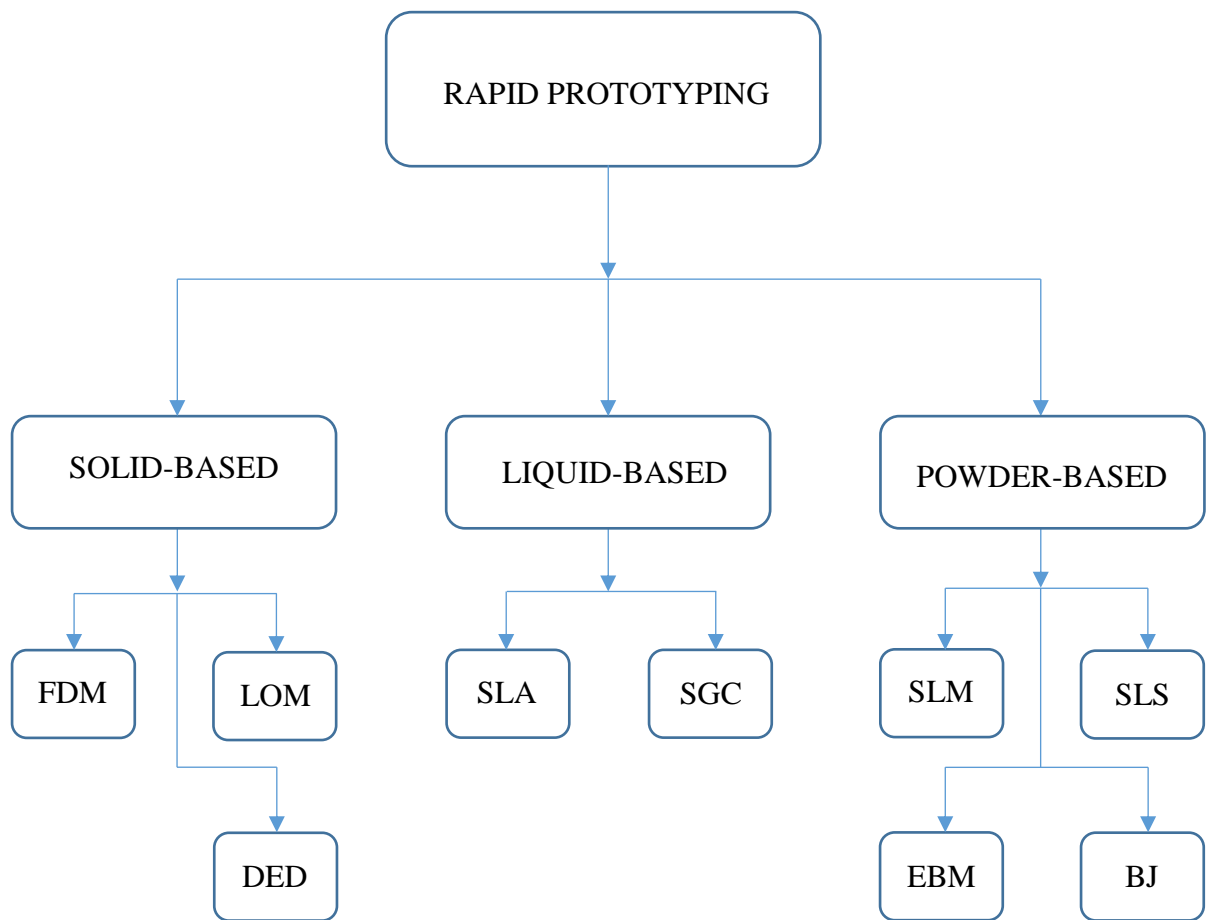 RAPID PROTOTYPING
SOLID-BASED
LIQUID-BASED
POWDER-BASED
FDM
LOM
SLA
SGC
SLM
SLS
DED
EBM
BJ